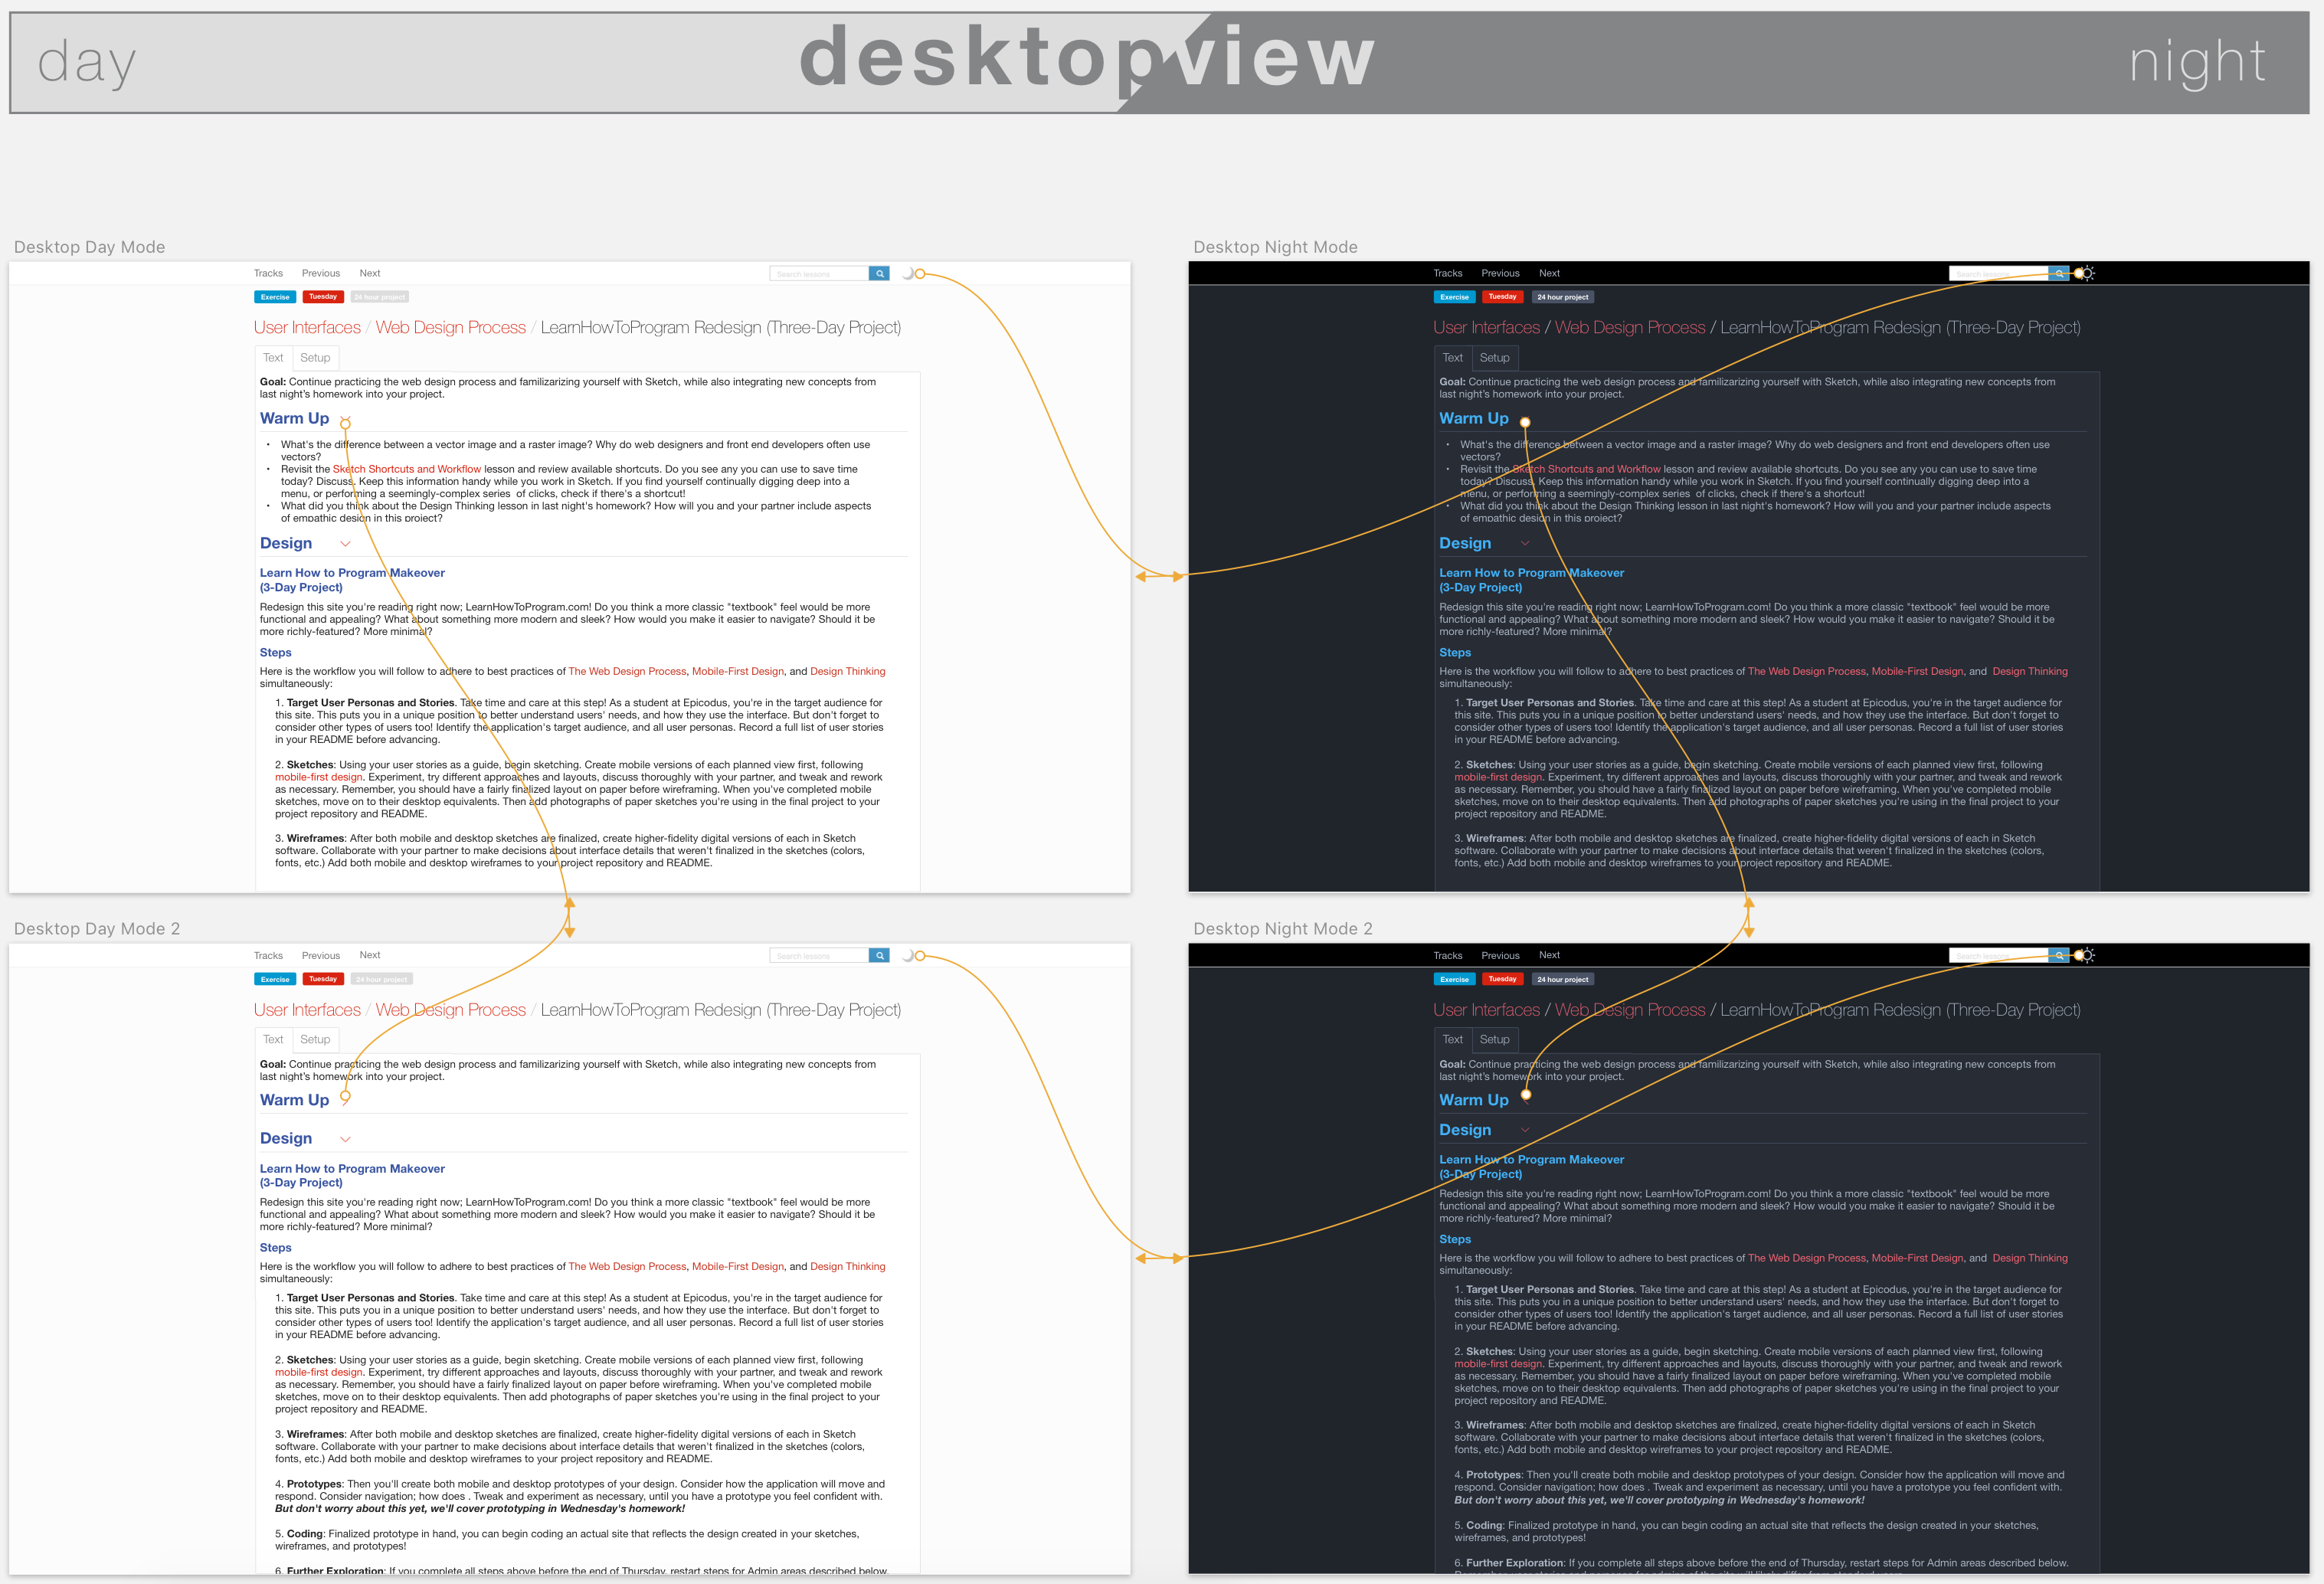 day
desktopview
night
Desktop Day Mode
Tracks Previous Next
Search lessons
Exercise Tuesday 24 hour project
User Interfaces / Web Design Process / LearnHowToProgram Redesign (Three-Day Project)
Text Setup
Goal: Continue practicing the web design process and familizarizing yourself with Sketch, while also integrating new concepts from
last night's homework into your project.
Warm Up
• What's the difference between a vector image and a raster image? Why do web designers and front end developers often use
vectors?
• Revisit the Sketch Shortcuts and Workflow lesson and review available shortcuts. Do you see any you can use to save time
today? Discuss. Keep this information handy while you work in Sketch. If you find yourself continually digging deep into a
menu, or performing a seemingly-complex series of clicks, check if there's a shortcut!
• What did you think about the Design Thinking lesson in last night's homework? How will you and your partner include aspects
of empathic design in this project?
Design
Learn How to Program Makeover
(3-Day Project)
Redesign this site you're reading right now; LearnHowToProgram.com! Do you think a more classic "textbook" feel would be more
functional and appealing? What about something more modern and sleek? How would you make it easier to navigate? Should it be
more richly-featured? More minimal?
Steps
Here is the workflow you will follow to adhere to best practices of The Web Design Process, Mobile-First Design, and Design Thinking
simultaneously:
1. Target User Personas and Stories. Take time and care at this step! As a student at Epicodus, you're in the target audience for
this site. This puts you in a unique position to better understand users' needs, and how they use the interface. But don't forget to
consider other types of users too! Identify the application's target audience, and all user personas. Record a full list of user stories
in your README before advancing.
2. Sketches: Using your user stories as a guide, begin sketching. Create mobile versions of each planned view first, following
mobile-first design. Experiment, try different approaches and layouts, discuss thoroughly with your partner, and tweak and rework
as necessary. Remember, you should have a fairly finalized layout on paper before wireframing. When you've completed mobile
sketches, move on to their desktop equivalents. Then add photographs of paper sketches you're using in the final project to your
project repository and README.
3. Wireframes: After both mobile and desktop sketches are finalized, create higher-fidelity digital versions of each in Sketch
software. Collaborate with your partner to make decisions about interface details that weren't finalized in the sketches (colors,
fonts, etc.) Add both mobile and desktop wireframes to your project repository and README.
Desktop Night Mode
Tracks Previous Next
Search lessons
Exercise Tuesday 24 hour project
User Interfaces / Web Design Process / LearnHowToProgram Redesign (Three-Day Project)
Text Setup
Goal: Continue practicing the web design process and familizarizing yourself with Sketch, while also integrating new concepts from
last night's homework into your project.
Warm Up
• What's the difference between a vector image and a raster image? Why do web designers and front end developers often use
vectors?
• Revisit the Sketch Shortcuts and Workflow lesson and review available shortcuts. Do you see any you can use to save time
today? Discuss. Keep this information handy while you work in Sketch. If you find yourself continually digging deep into a
menu, or performing a seemingly-complex series of clicks, check if there's a shortcut!
• What did you think about the Design Thinking lesson in last night's homework? How will you and your partner include aspects
of empathic design in this project?
Design
Learn How to Program Makeover
(3-Day Project)
Redesign this site you're reading right now; LearnHowToProgram.com! Do you think a more classic "textbook" feel would be more
functional and appealing? What about something more modern and sleek? How would you make it easier to navigate? Should it be
more richly-featured? More minimal?
Steps
Here is the workflow you will follow to adhere to best practices of The Web Design Process, Mobile-First Design, and Design Thinking
simultaneously:
1. Target User Personas and Stories. Take time and care at this step! As a student at Epicodus, you're in the target audience for
this site. This puts you in a unique position to better understand users' needs, and how they use the interface. But don't forget to
consider other types of users too! Identify the application's target audience, and all user personas. Record a full list of user stories
in your README before advancing.
2. Sketches: Using your user stories as a guide, begin sketching. Create mobile versions of each planned view first, following
mobile-first design. Experiment, try different approaches and layouts, discuss thoroughly with your partner, and tweak and rework
as necessary. Remember, you should have a fairly finalized layout on paper before wireframing. When you've completed mobile
sketches, move on to their desktop equivalents. Then add photographs of paper sketches you're using in the final project to your
project repository and README.
3. Wireframes: After both mobile and desktop sketches are finalized, create higher-fidelity digital versions of each in Sketch
software. Collaborate with your partner to make decisions about interface details that weren't finalized in the sketches (colors,
fonts, etc.) Add both mobile and desktop wireframes to your project repository and README.
Desktop Day Mode 2
Tracks Previous Next
Search lessons
Exercise Tuesday 24 hour project
User Interfaces / Web Design Process / LearnHowToProgram Redesign (Three-Day Project)
Text Setup
Goal: Continue practicing the web design process and familizarizing yourself with Sketch, while also integrating new concepts from
last night's homework into your project.
Warm Up
Design
Learn How to Program Makeover
(3-Day Project)
Redesign this site you're reading right now; LearnHowToProgram.com! Do you think a more classic "textbook" feel would be more
functional and appealing? What about something more modern and sleek? How would you make it easier to navigate? Should it be
more richly-featured? More minimal?
Steps
Here is the workflow you will follow to adhere to best practices of The Web Design Process, Mobile-First Design, and Design Thinking
simultaneously:
1. Target User Personas and Stories. Take time and care at this step! As a student at Epicodus, you're in the target audience for
this site. This puts you in a unique position to better understand users' needs, and how they use the interface. But don't forget to
consider other types of users too! Identify the application's target audience, and all user personas. Record a full list of user stories
in your README before advancing.
2. Sketches: Using your user stories as a guide, begin sketching. Create mobile versions of each planned view first, following
mobile-first design. Experiment, try different approaches and layouts, discuss thoroughly with your partner, and tweak and rework
as necessary. Remember, you should have a fairly finalized layout on paper before wireframing. When you've completed mobile
sketches, move on to their desktop equivalents. Then add photographs of paper sketches you're using in the final project to your
project repository and README.
3. Wireframes: After both mobile and desktop sketches are finalized, create higher-fidelity digital versions of each in Sketch
software. Collaborate with your partner to make decisions about interface details that weren't finalized in the sketches (colors,
fonts, etc.) Add both mobile and desktop wireframes to your project repository and README.
4. Prototypes: Then you'll create both mobile and desktop prototypes of your design. Consider how the application will move and
respond. Consider navigation; how does . Tweak and experiment as necessary, until you have a prototype you feel confident with.
But don't worry about this yet, we'll cover prototyping in Wednesday's homework!
5. Coding: Finalized prototype in hand, you can begin coding an actual site that reflects the design created in your sketches,
wireframes, and prototypes!
6. Further Exploration: If you complete all steps above before the end of Thursday, restart steps for Admin areas described below.
Desktop Night Mode 2
Tracks Previous Next
Search lessons
Exercise Tuesday 24 hour project
User Interfaces / Web Design Process / LearnHowToProgram Redesign (Three-Day Project)
Text Setup
Goal: Continue practicing the web design process and familizarizing yourself with Sketch, while also integrating new concepts from
last night's homework into your project.
Warm Up
Design
Learn How to Program Makeover
(3-Day Project)
Redesign this site you're reading right now; LearnHowToProgram.com! Do you think a more classic "textbook" feel would be more
functional and appealing? What about something more modern and sleek? How would you make it easier to navigate? Should it be
more richly-featured? More minimal?
Steps
Here is the workflow you will follow to adhere to best practices of The Web Design Process, Mobile-First Design, and Design Thinking
simultaneously:
1. Target User Personas and Stories. Take time and care at this step! As a student at Epicodus, you're in the target audience for
this site. This puts you in a unique position to better understand users' needs, and how they use the interface. But don't forget to
consider other types of users too! Identify the application's target audience, and all user personas. Record a full list of user stories
in your README before advancing.
2. Sketches: Using your user stories as a guide, begin sketching. Create mobile versions of each planned view first, following
mobile-first design. Experiment, try different approaches and layouts, discuss thoroughly with your partner, and tweak and rework
as necessary. Remember, you should have a fairly finalized layout on paper before wireframing. When you've completed mobile
sketches, move on to their desktop equivalents. Then add photographs of paper sketches you're using in the final project to your
project repository and README.
3. Wireframes: After both mobile and desktop sketches are finalized, create higher-fidelity digital versions of each in Sketch
software. Collaborate with your partner to make decisions about interface details that weren't finalized in the sketches (colors,
fonts, etc.) Add both mobile and desktop wireframes to your project repository and README.
4. Prototypes: Then you'll create both mobile and desktop prototypes of your design. Consider how the application will move and
respond. Consider navigation; how does . Tweak and experiment as necessary, until you have a prototype you feel confident with.
But don't worry about this yet, we'll cover prototyping in Wednesday's homework!
5. Coding: Finalized prototype in hand, you can begin coding an actual site that reflects the design created in your sketches,
wireframes, and prototypes!
6. Further Exploration: If you complete all steps above before the end of Thursday, restart steps for Admin areas described below.